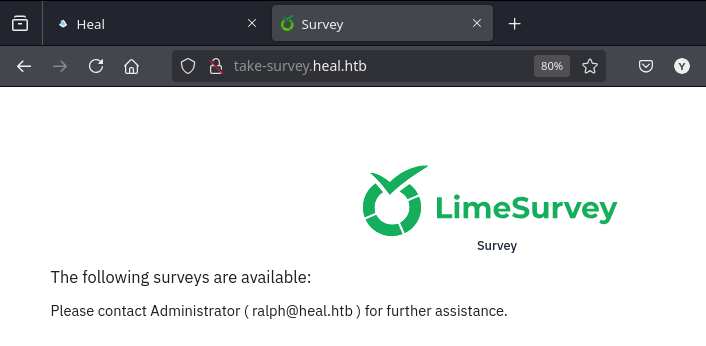 Heal
Survey
take-survey.heal.htb
80%
Y
LimeSurvey
Survey
The following surveys are available:
Please contact Administrator ( ralph@heal.htb ) for further assistance.